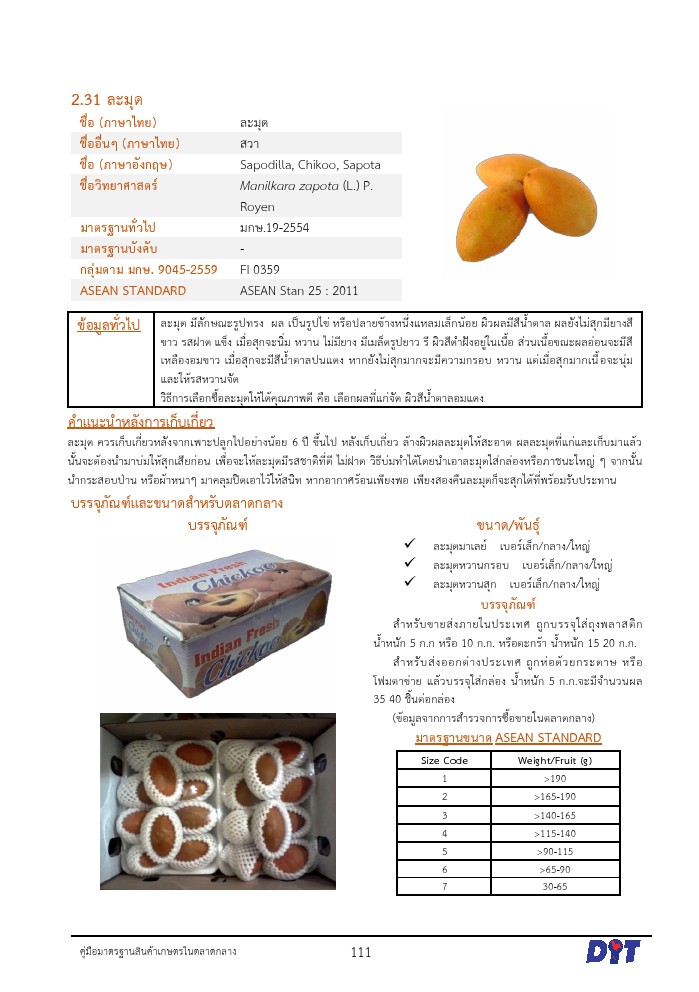 2.31 ละมุด
ชื่อ (ภาษาไทย) ละมุด
ชื่ออื่นๆ (ภาษาไทย) สวา
ชื่อ (ภาษาอังกฤษ) Sapodilla, Chikoo, Sapota
ชื่อวิทยาศาสตร์ Manilkara zapota (L.) P.
Royen
มาตรฐานทั่วไป มกษ.19-2554
มาตรฐานบังคับ -
กลุ่มตาม มกษ. 9045-2559 FI 0359
ASEAN STANDARD ASEAN Stan 25 : 2011
ข้อมูลทั่วไป
ละมุด มีลักษณะรูปทรง ผล เป็นรูปไข่ หรือปลายข้างหนึ่งแหลมเล็กน้อย ผิวผลมีสีน้ำตาล ผลยังไม่สุกมียางสี
ขาว รสฝาด แข็ง เมื่อสุกจะนิ่ม หวาน ไม่มียาง มีเมล็ดรูปยาว รี ผิวสีดำฝังอยู่ในเนื้อ ส่วนเนื้อขณะผลอ่อนจะมีสี
เหลืองอมขาว เมื่อสุกจะมีสีน้ำตาลปนแดง หากยังไม่สุกมากจะมีความกรอบ หวาน แต่เมื่อสุกมากเนื้อจะนุ่ม
และให้รสหวานจัด
วิธีการเลือกซื้อละมุดให้ได้คุณภาพดี คือ เลือกผลที่แก่จัด ผิวสีน้ำตาลอมแดง
คำแนะนำหลังการเก็บเกี่ยว
ละมุด ควรเก็บเกี่ยวหลังจากเพาะปลูกไปอย่างน้อย 6 ปี ขึ้นไป หลังเก็บเกี่ยว ล้างผิวผลละมุดให้สะอาด ผลละมุดที่แก่และเก็บมาแล้ว
นั้นจะต้องนำมาบ่มให้สุกเสียก่อน เพื่อจะให้ละมุดมีรสชาติที่ดี ไม่ฝาด วิธีบ่มทำได้โดยนำเอาละมุดใส่กล่องหรือภาชนะใหญ่ ๆ จากนั้น
นำกระสอบป่าน หรือผ้าหนาๆ มาคลุมปิดเอาไว้ให้สนิท หากอากาศร้อนเพียงพอ เพียงสองคืนละมุดก็จะสุกได้ที่พร้อมรับประทาน
บรรจุภัณฑ์และขนาดสำหรับตลาดกลาง
บรรจุภัณฑ์
Indian Fresh
Chickoo
Indian Fresh
Chickoo
ขนาด/พันธุ์
✓ ละมุดมาเลย์ เบอร์เล็ก/กลาง/ใหญ่
✓ ละมุดหวานกรอบ เบอร์เล็ก/กลาง/ใหญ่
✓ ละมุดหวานสุก เบอร์เล็ก/กลาง/ใหญ่
บรรจุภัณฑ์
สำหรับขายส่งภายในประเทศ ถูกบรรจุใส่ถุงพลาสติก
น้ำหนัก 5 ก.ก หรือ 10 ก.ก. หรือตะกร้า น้ำหนัก 15 20 ก.ก.
สำหรับส่งออกต่างประเทศ ถูกห่อด้วยกระดาษ หรือ
โฟมตาข่าย แล้วบรรจุใส่กล่อง น้ำหนัก 5 ก.ก.จะมีจำนวนผล
35 40 ชิ้นต่อกล่อง
(ข้อมูลจากการสำรวจการซื้อขายในตลาดกลาง)
มาตรฐานขนาด ASEAN STANDARD
Size Code Weight/Fruit (g)
1 >190
2 >165-190
3 >140-165
4 >115-140
5 >90-115
6 >65-90
7 30-65
คู่มือมาตรฐานสินค้าเกษตรในตลาดกลาง 111 DIT